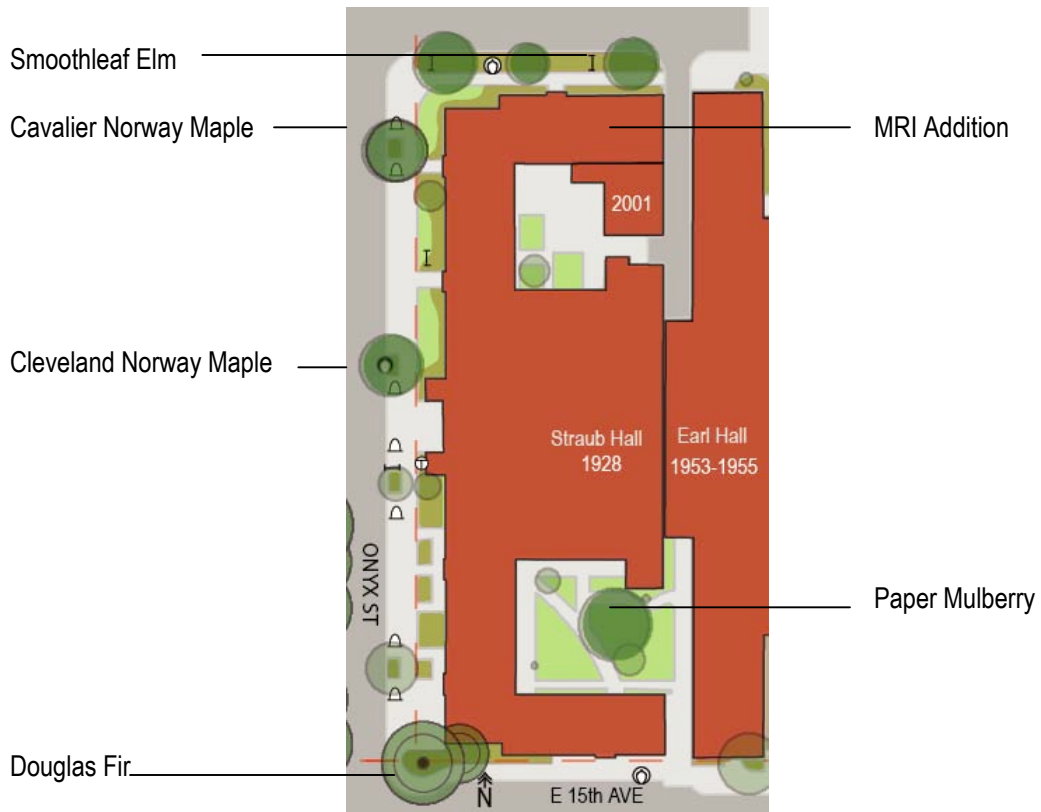 Smoothleaf Elm
Cavalier Norway Maple
MRI Addition
2001
Cleveland Norway Maple
Straub Hall
1928
Earl Hall
1953-1955
ONYX ST
Paper Mulberry
Douglas Fir
N
E 15th AVE